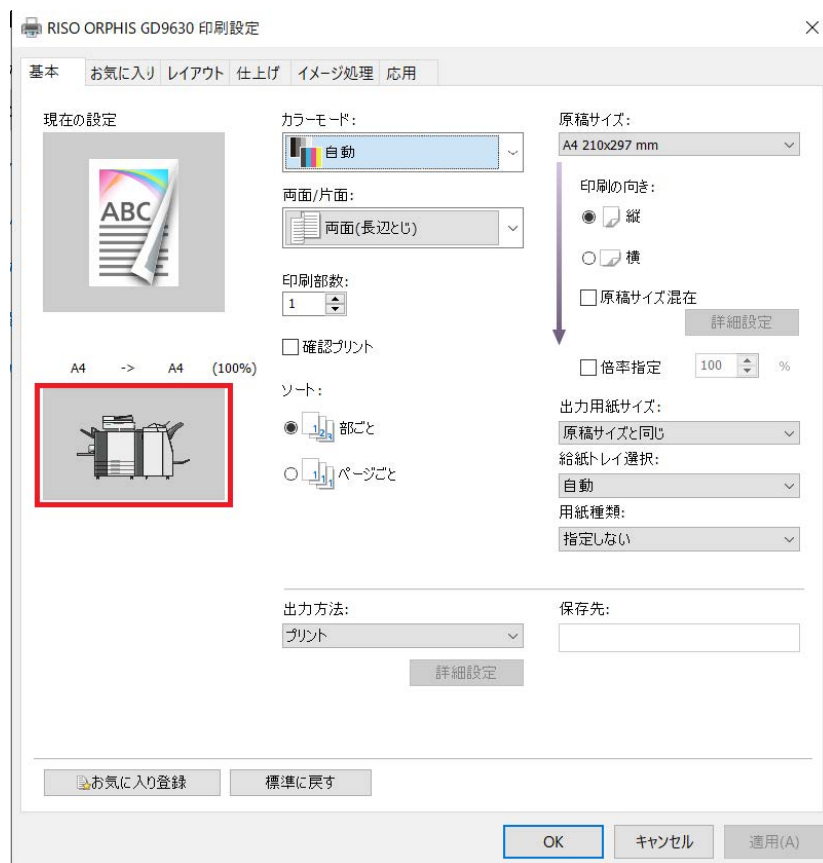 RISO ORPHIS GD9630 印刷設定
基本 お気に入り レイアウト 仕上げ イメージ処理 応用
現在の設定
ABC
A4 -> A4 (100%)
カラーモード:
自動
両面/片面:
両面(長辺とじ)
印刷部数:
1
確認プリント
ソート:
123 部ごと
111 ページごと
原稿サイズ:
A4 210x297 mm
印刷の向き:
縦
横
原稿サイズ混在
詳細設定
倍率指定 100 %
出力用紙サイズ:
原稿サイズと同じ
給紙トレイ選択:
自動
用紙種類:
指定しない
出力方法:
プリント
詳細設定
保存先:
お気に入り登録 標準に戻す
OK キャンセル 適用(A)